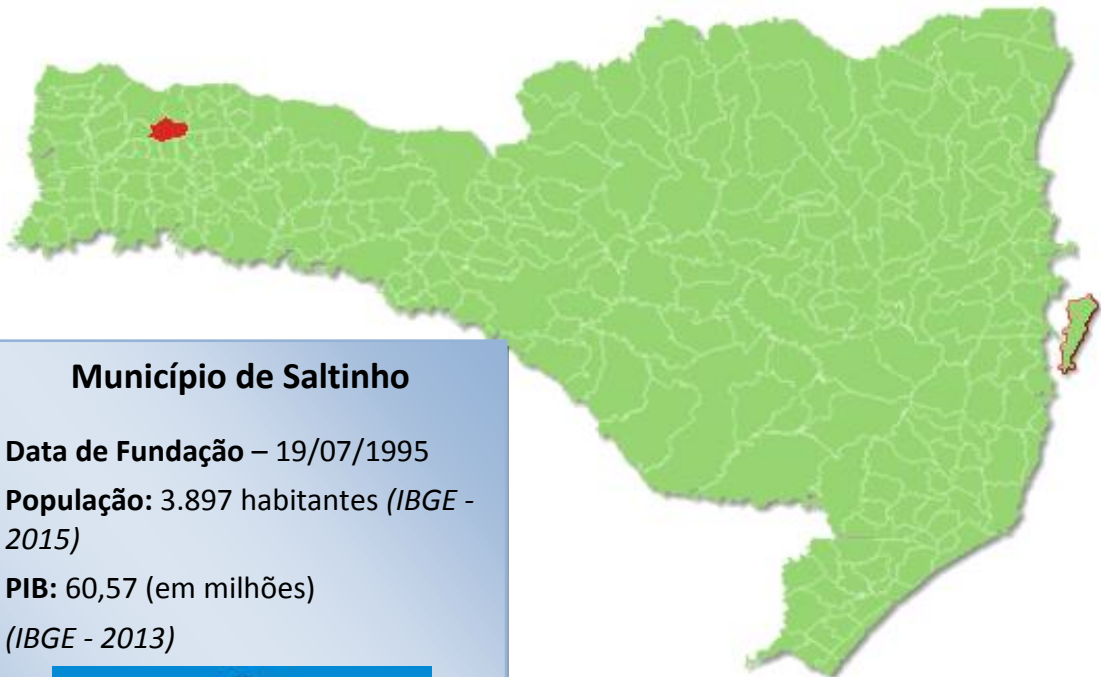 Município de Saltinho
Data de Fundação – 19/07/1995
População: 3.897 habitantes (IBGE -
2015)
PIB: 60,57 (em milhões)
(IBGE - 2013)